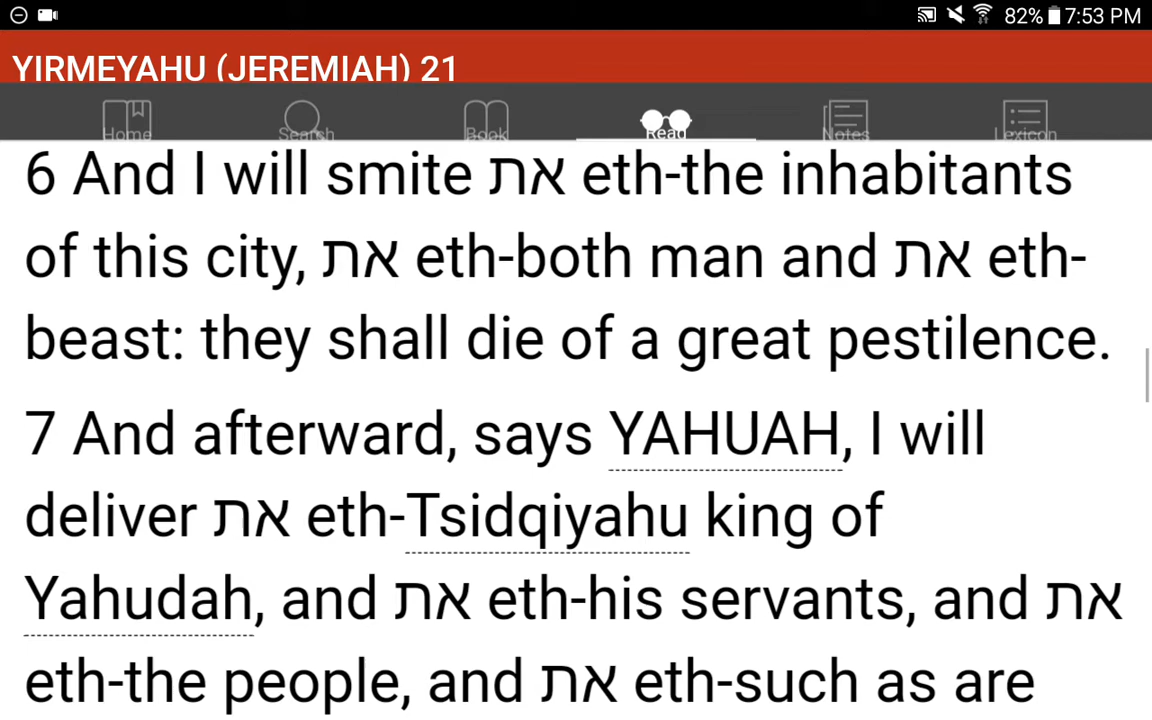 82% 7:53 PM
YIRMEYAHU (JEREMIAH) 21
Home Search Book Read Notes Lexicon
6 And I will smite את eth-the inhabitants
of this city, את eth-both man and את eth-
beast: they shall die of a great pestilence.
7 And afterward, says YAHUAH, I will
deliver את eth-Tsidqiyahu king of
Yahudah, and את eth-his servants, and את
eth-the people, and את eth-such as are